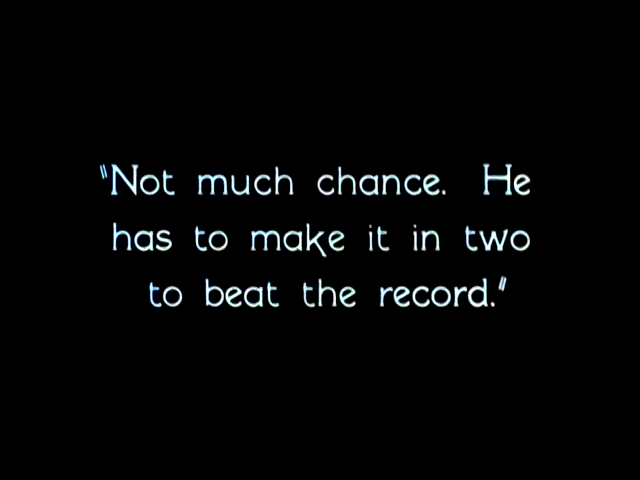 "Not much chance. He
has to make it in two
to beat the record."